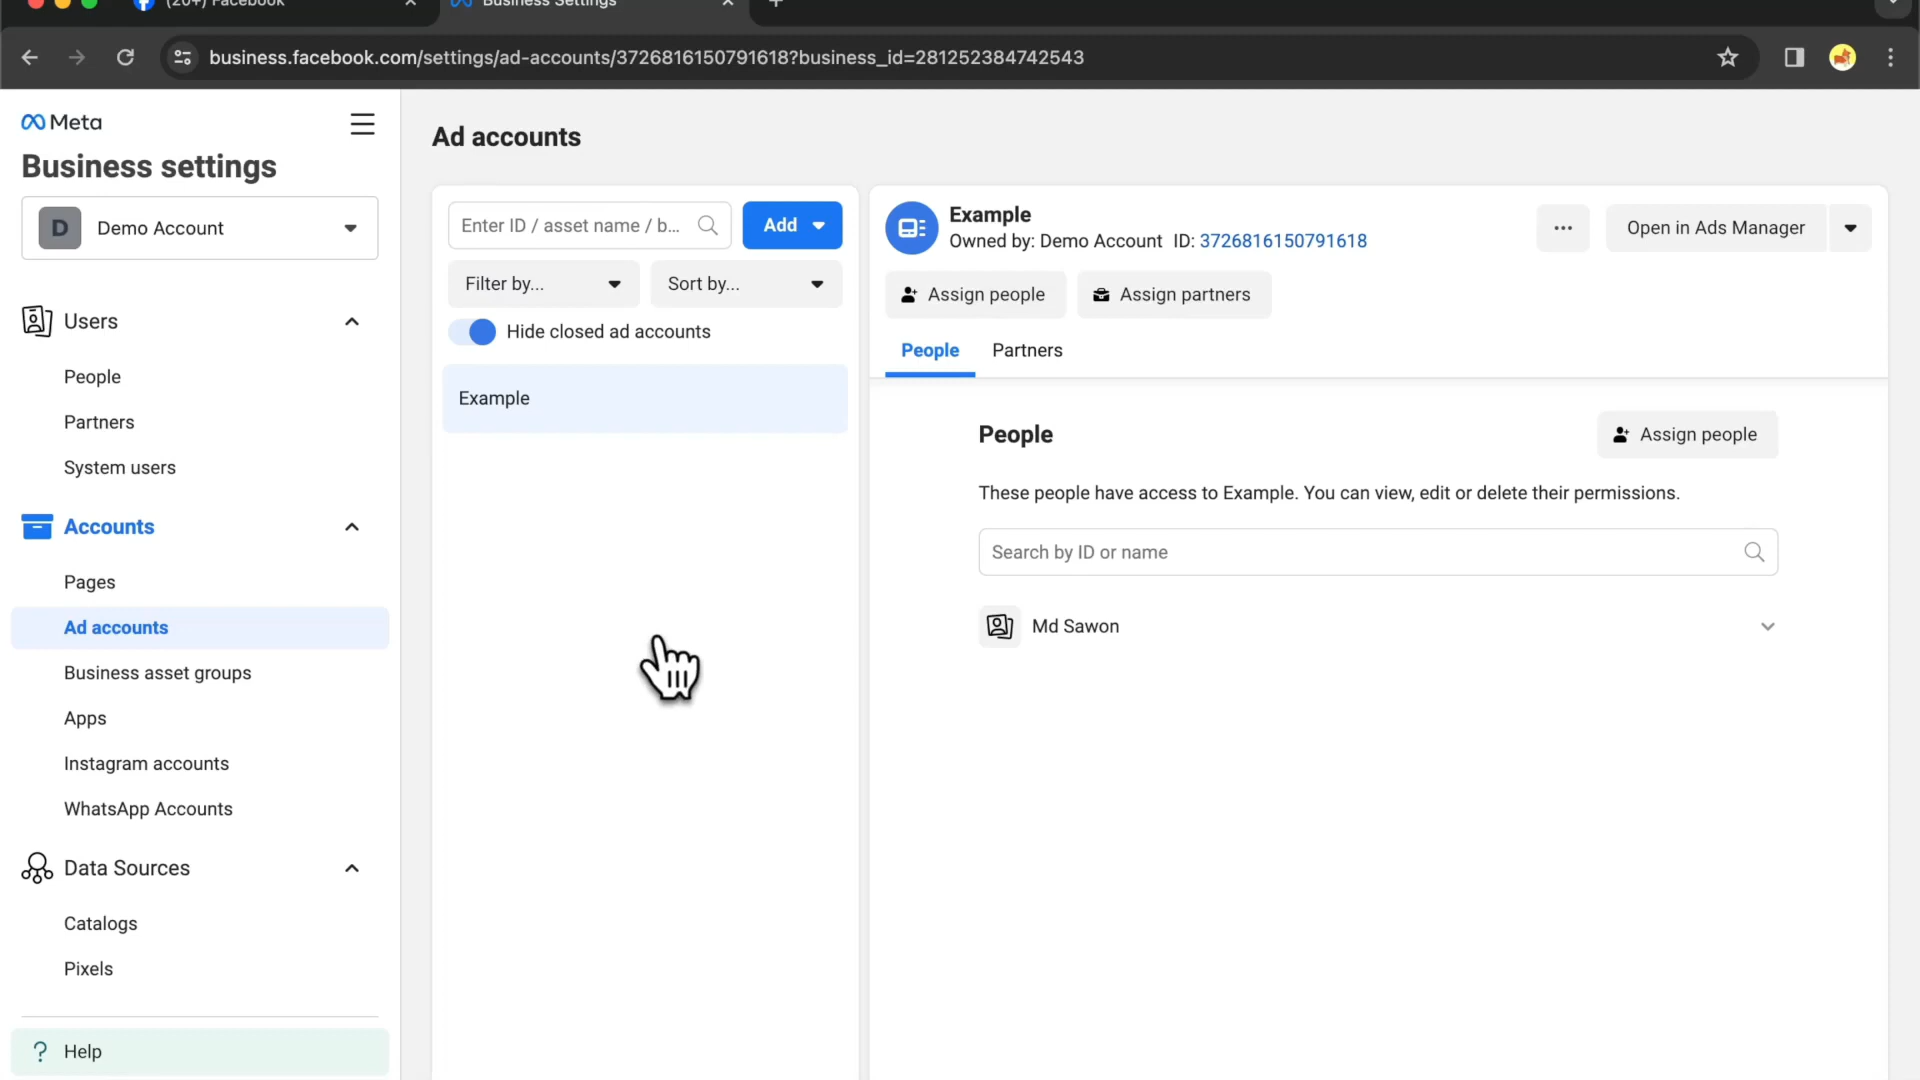 (20+) Facebook
Business Settings
business.facebook.com/settings/ad-accounts/3726816150791618?business_id=281252384742543
Meta
Business settings
D Demo Account
Users
People
Partners
System users
Accounts
Pages
Ad accounts
Business asset groups
Apps
Instagram accounts
WhatsApp Accounts
Data Sources
Catalogs
Pixels
? Help
Ad accounts
Enter ID / asset name / b...
Add
Filter by...
Sort by...
Hide closed ad accounts
Example
Example
Owned by: Demo Account ID: 3726816150791618
Open in Ads Manager
Assign people
Assign partners
People
Partners
People
Assign people
These people have access to Example. You can view, edit or delete their permissions.
Search by ID or name
Md Sawon